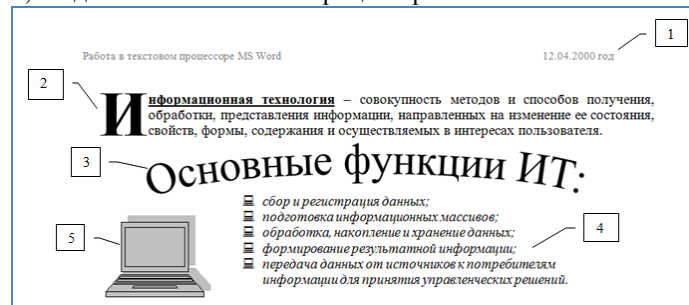 1
Работа в текстовом процессоре MS Word 12.04.2000 год
2
Информационная технология – совокупность методов и способов получения,
обработки, представления информации, направленных на изменение ее состояния,
свойств, формы, содержания и осуществляемых в интересах пользователя.
3
Основные функции ИТ:
сбор и регистрация данных;
подготовка информационных массивов;
обработка, накопление и хранение данных;
4
5
формирование результатной информации;
передача данных от источников к потребителям
информации для принятия управленческих решений.